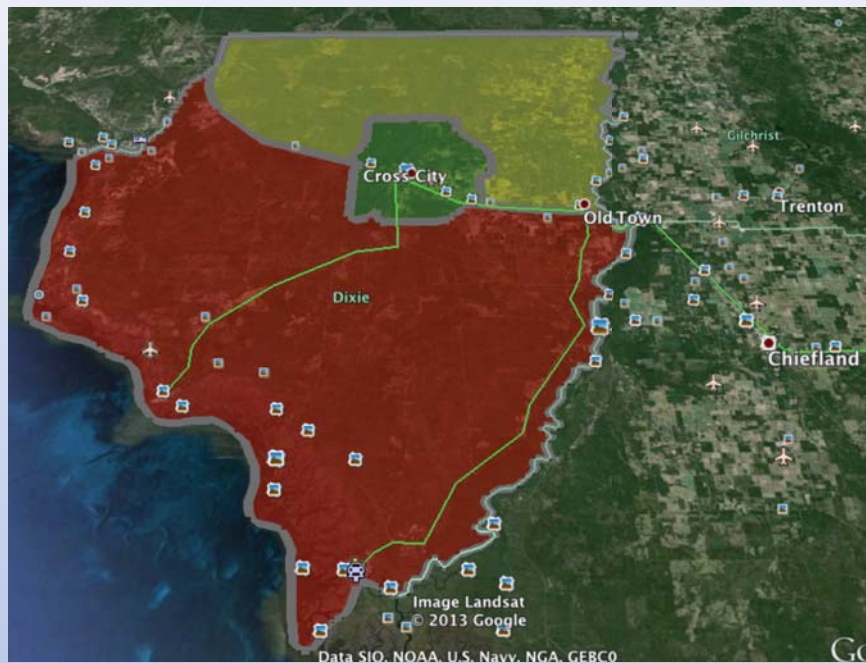 Gilchrist
Cross City
Trenton
Old Town
Dixie
Chiefland
Image Landsat
© 2013 Google
Data SIO, NOAA, U.S. Navy, NGA, GEBCO